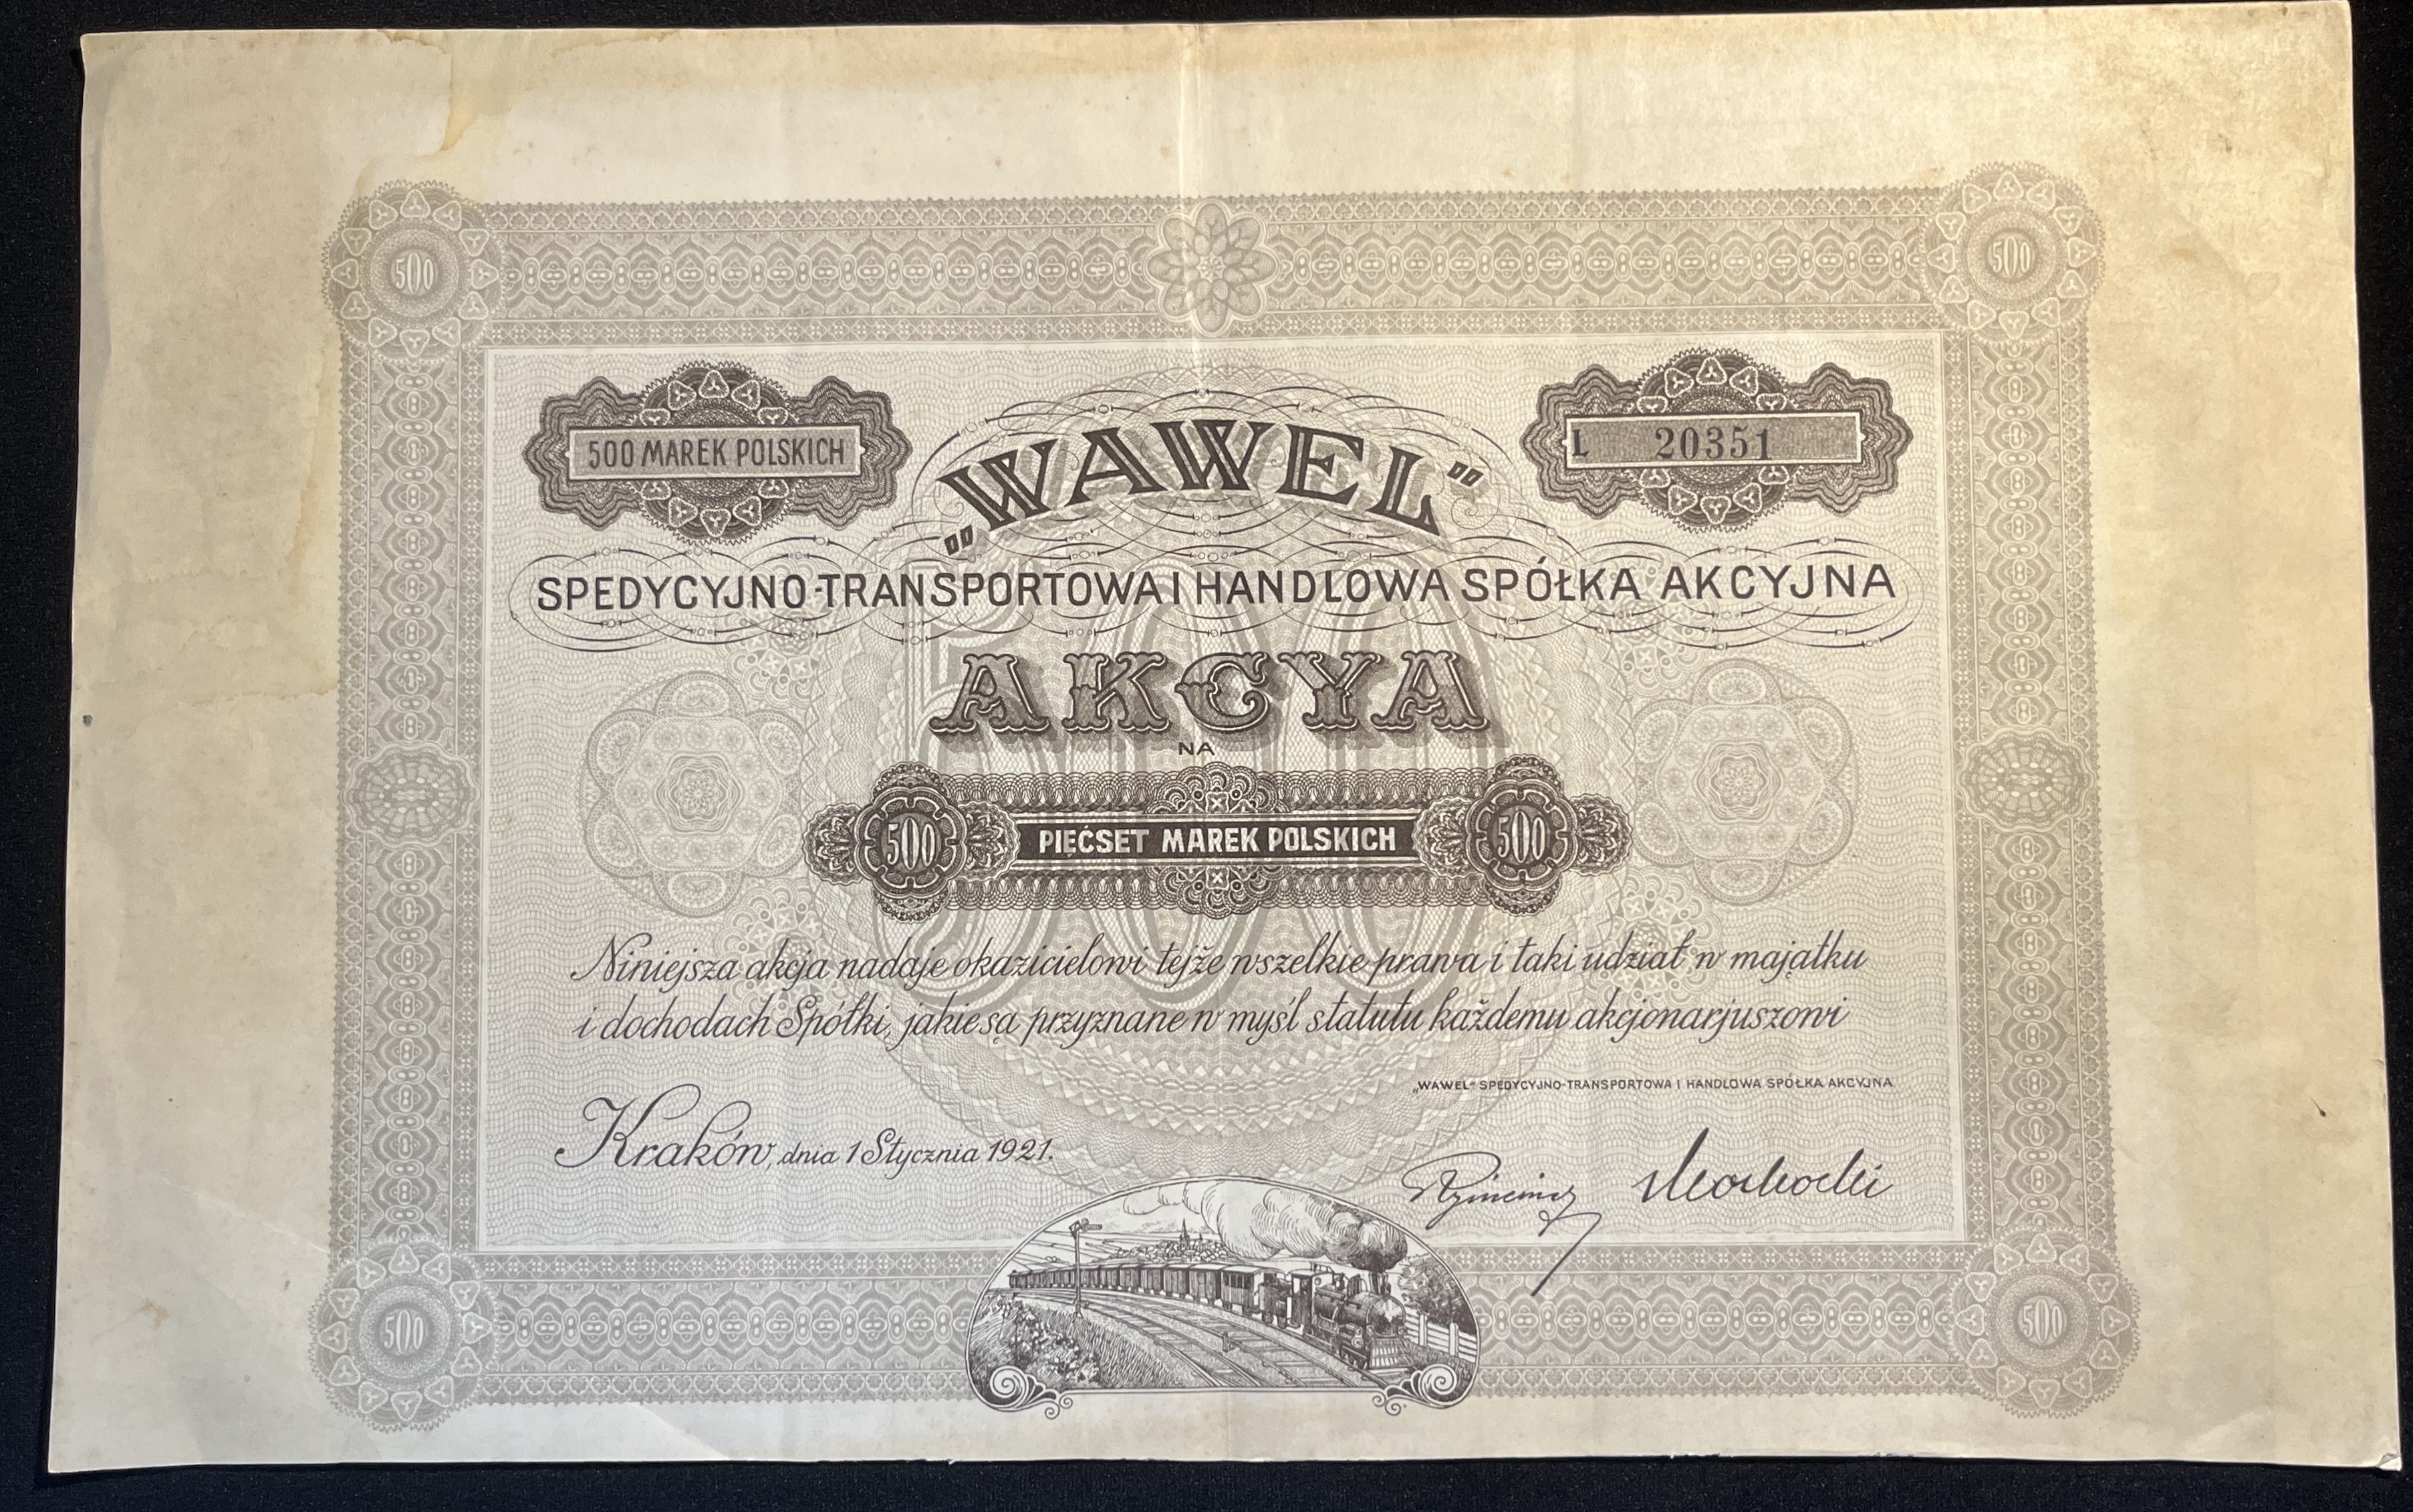 500 500
500 MAREK POLSKICH
L 20351
„WAWEL"
SPEDYCYJNO-TRANSPORTOWA I HANDLOWA SPÓŁKA AKCYJNA
AKCYA
NA
500 PIĘĆSET MAREK POLSKICH 500
Niniejsza akcja nadaje okazicielowi tejże wszelkie prawa i taki udział w majątku
i dochodach Spółki, jakie są przyznane w myśl statutu każdemu akcjonarjuszowi
„WAWEL" SPEDYCYJNO-TRANSPORTOWA I HANDLOWA SPÓŁKA AKCYJNA
Kraków, dnia 1 Stycznia 1921.
500 500